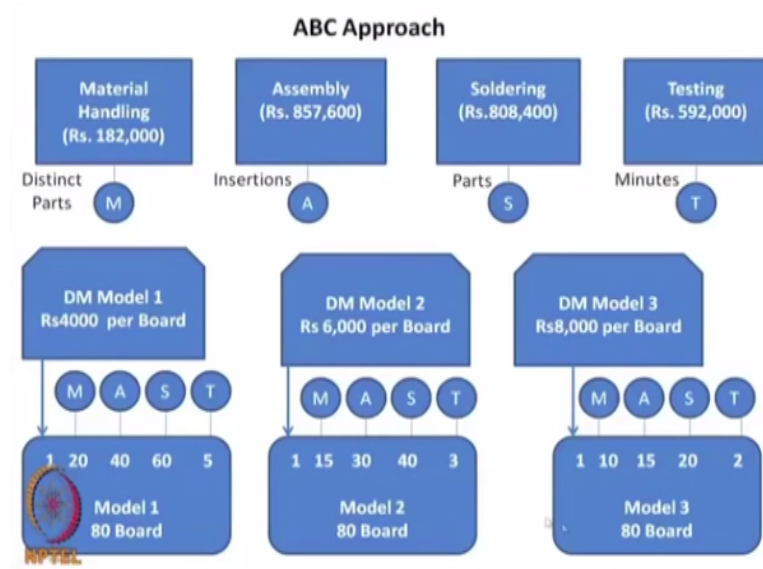 ABC Approach
Material
Handling
(Rs. 182,000)
Assembly
(Rs. 857,600)
Soldering
(Rs.808,400)
Testing
(Rs. 592,000)
Distinct
Parts
M
Insertions
A
Parts
S
Minutes
T
DM Model 1
Rs4000 per Board
DM Model 2
Rs 6,000 per Board
DM Model 3
Rs8,000 per Board
M A S T
M A S T
M A S T
1 20 40 60 5
1 15 30 40 3
1 10 15 20 2
Model 1
80 Board
Model 2
80 Board
Model 3
80 Board
NPTEL